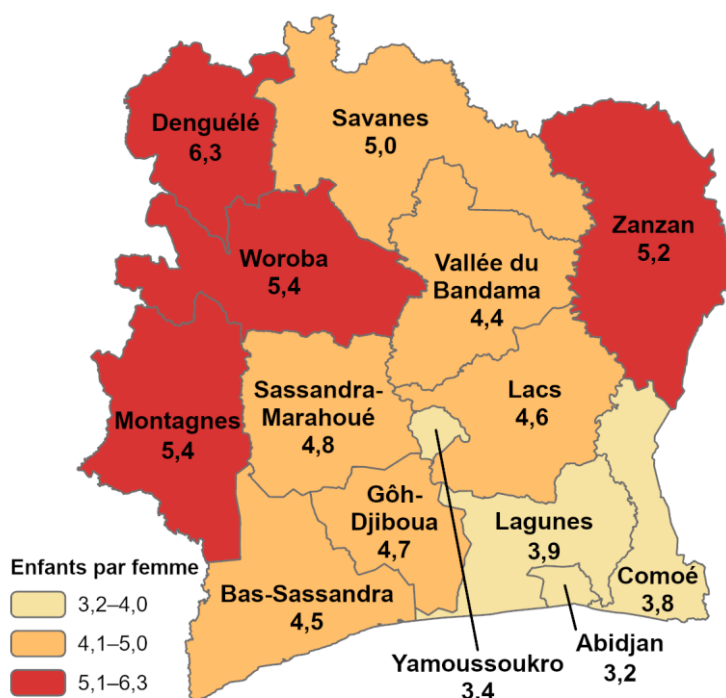 Denguélé
6,3
Savanes
5,0
Zanzan
5,2
Woroba
5,4
Vallée du
Bandama
4,4
Sassandra-
Marahoué
4,8
Lacs
4,6
Montagnes
5,4
Gôh-
Djiboua
4,7
Lagunes
3,9
Comoé
3,8
Bas-Sassandra
4,5
Abidjan
3,2
Yamoussoukro
3,4
Enfants par femme
3,2–4,0
4,1–5,0
5,1–6,3